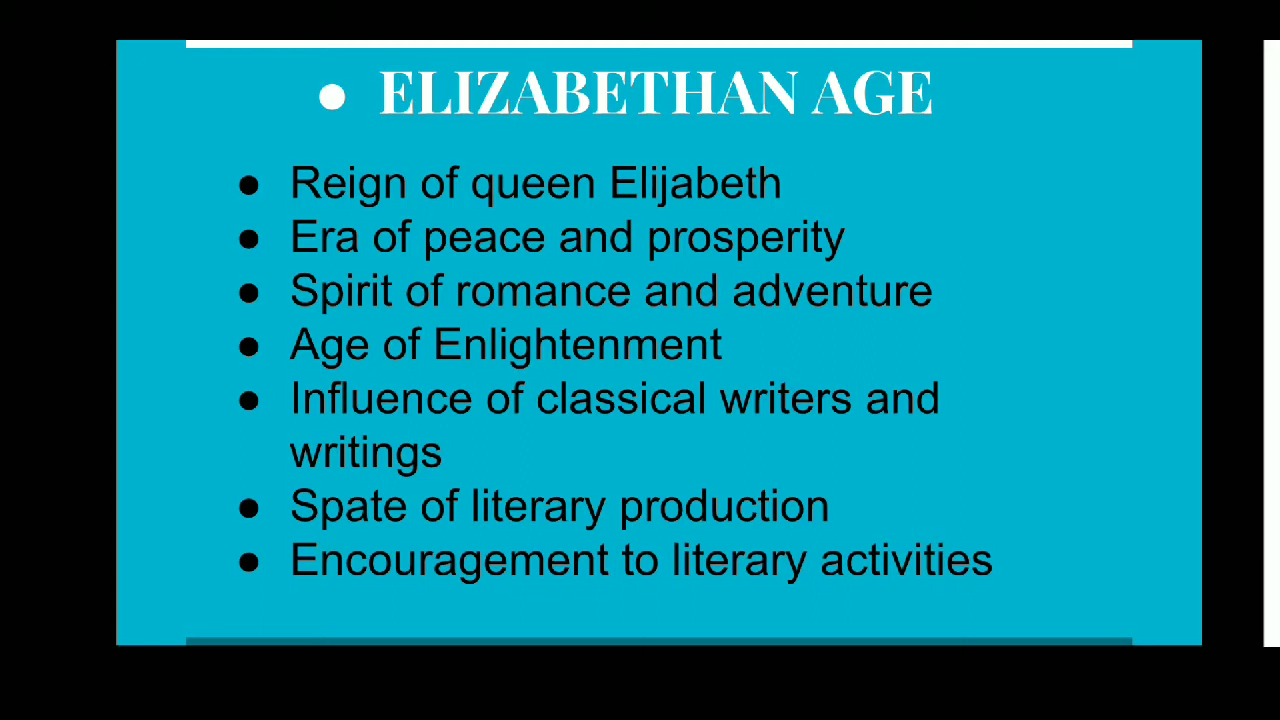 ● ELIZABETHAN AGE
● Reign of queen Elijabeth
● Era of peace and prosperity
● Spirit of romance and adventure
● Age of Enlightenment
● Influence of classical writers and
writings
● Spate of literary production
● Encouragement to literary activities